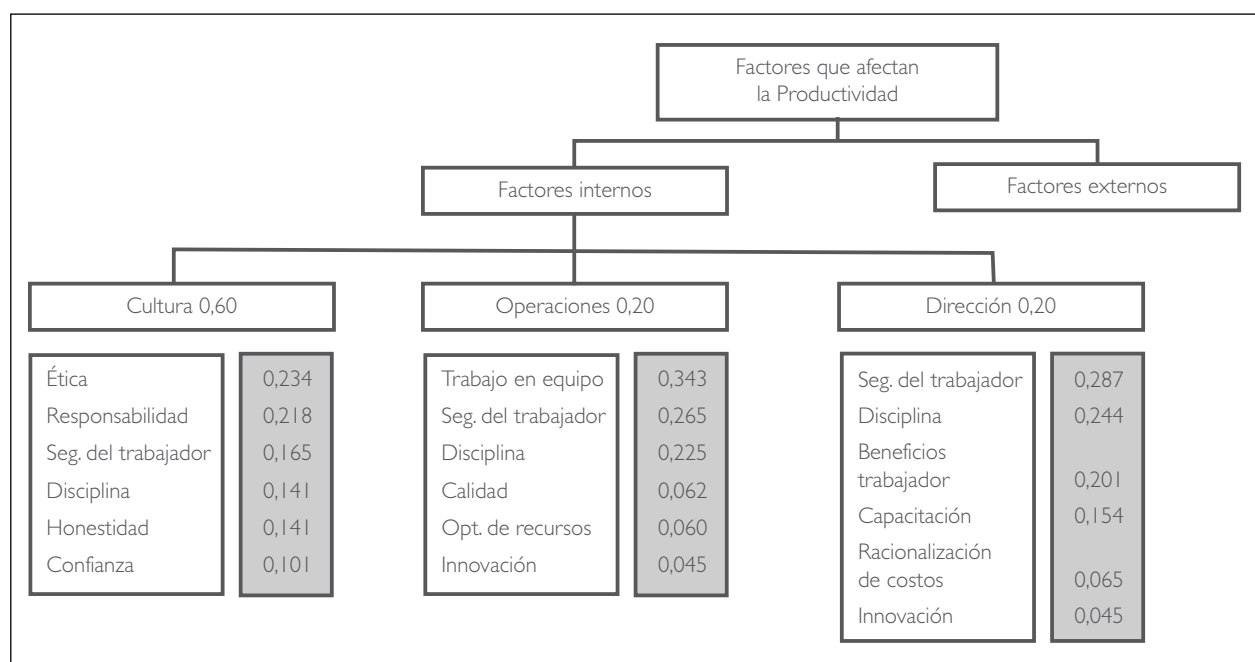 Factores que afectan
la Productividad
Factores internos
Factores externos
Cultura 0,60
Ética 0,234
Responsabilidad 0,218
Seg. del trabajador 0,165
Disciplina 0,141
Honestidad 0,141
Confianza 0,101
Operaciones 0,20
Trabajo en equipo 0,343
Seg. del trabajador 0,265
Disciplina 0,225
Calidad 0,062
Opt. de recursos 0,060
Innovación 0,045
Dirección 0,20
Seg. del trabajador 0,287
Disciplina 0,244
Beneficios
trabajador 0,201
Capacitación 0,154
Racionalización
de costos 0,065
Innovación 0,045